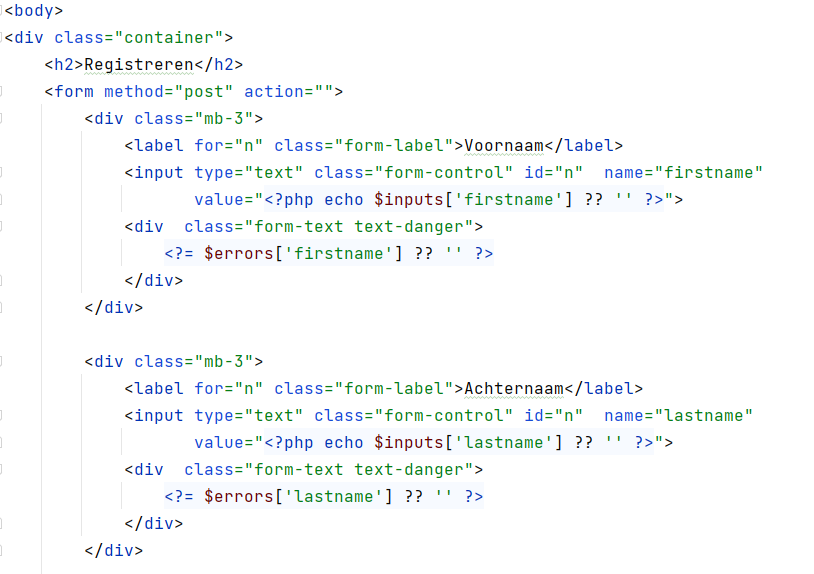 <body>
<div class="container">
    <h2>Registreren</h2>
    <form method="post" action="">
        <div class="mb-3">
            <label for="n" class="form-label">Voornaam</label>
            <input type="text" class="form-control" id="n"  name="firstname"
                   value="<?php echo $inputs['firstname'] ?? '' ?>">
            <div  class="form-text text-danger">
                <?= $errors['firstname'] ?? '' ?>
            </div>
        </div>

        <div class="mb-3">
            <label for="n" class="form-label">Achternaam</label>
            <input type="text" class="form-control" id="n"  name="lastname"
                   value="<?php echo $inputs['lastname'] ?? '' ?>">
            <div  class="form-text text-danger">
                <?= $errors['lastname'] ?? '' ?>
            </div>
        </div>